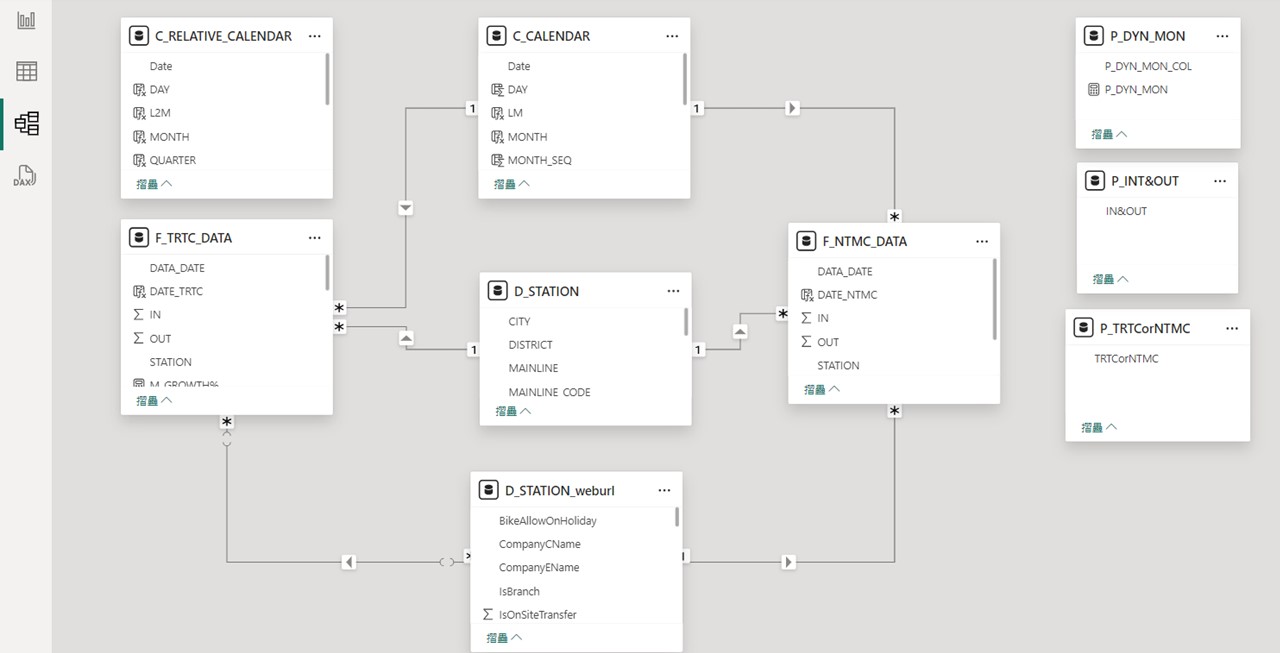 C_RELATIVE_CALENDAR
Date
DAY
L2M
MONTH
QUARTER
摺疊
C_CALENDAR
Date
DAY
LM
MONTH
MONTH_SEQ
摺疊
P_DYN_MON
P_DYN_MON_COL
P_DYN_MON
摺疊
P_INT&OUT
IN&OUT
摺疊
F_TRTC_DATA
DATA_DATE
DATE_TRTC
IN
OUT
STATION
M_GROWTH%
摺疊
D_STATION
CITY
DISTRICT
MAINLINE
MAINLINE_CODE
摺疊
F_NTMC_DATA
DATA_DATE
DATE_NTMC
IN
OUT
STATION
摺疊
P_TRTCorNTMC
TRTCorNTMC
摺疊
D_STATION_weburl
BikeAllowOnHoliday
CompanyCName
CompanyEName
IsBranch
IsOnSiteTransfer
摺疊
DAX
1
1
*
*
*
1
1
*
*
*